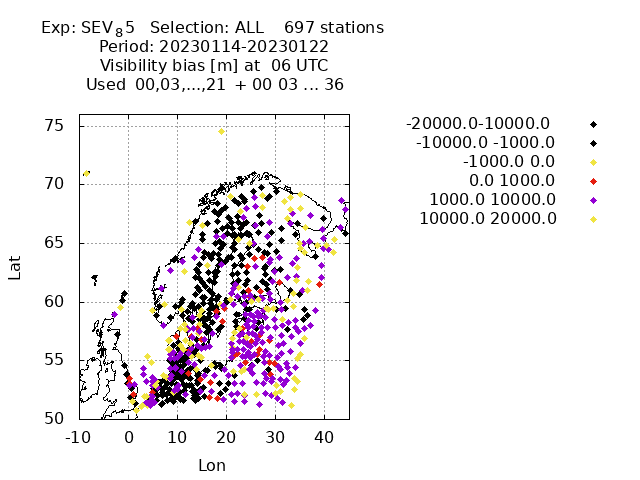 Exp: SEV₈5 Selection: ALL 697 stations
Period: 20230114-20230122
Visibility bias [m] at 06 UTC
Used 00,03,...,21 + 00 03 ... 36
-20000.0-10000.0
-10000.0 -1000.0
-1000.0 0.0
0.0 1000.0
1000.0 10000.0
10000.0 20000.0
75
70
65
60
55
50
Lat
-10 0 10 20 30 40
Lon